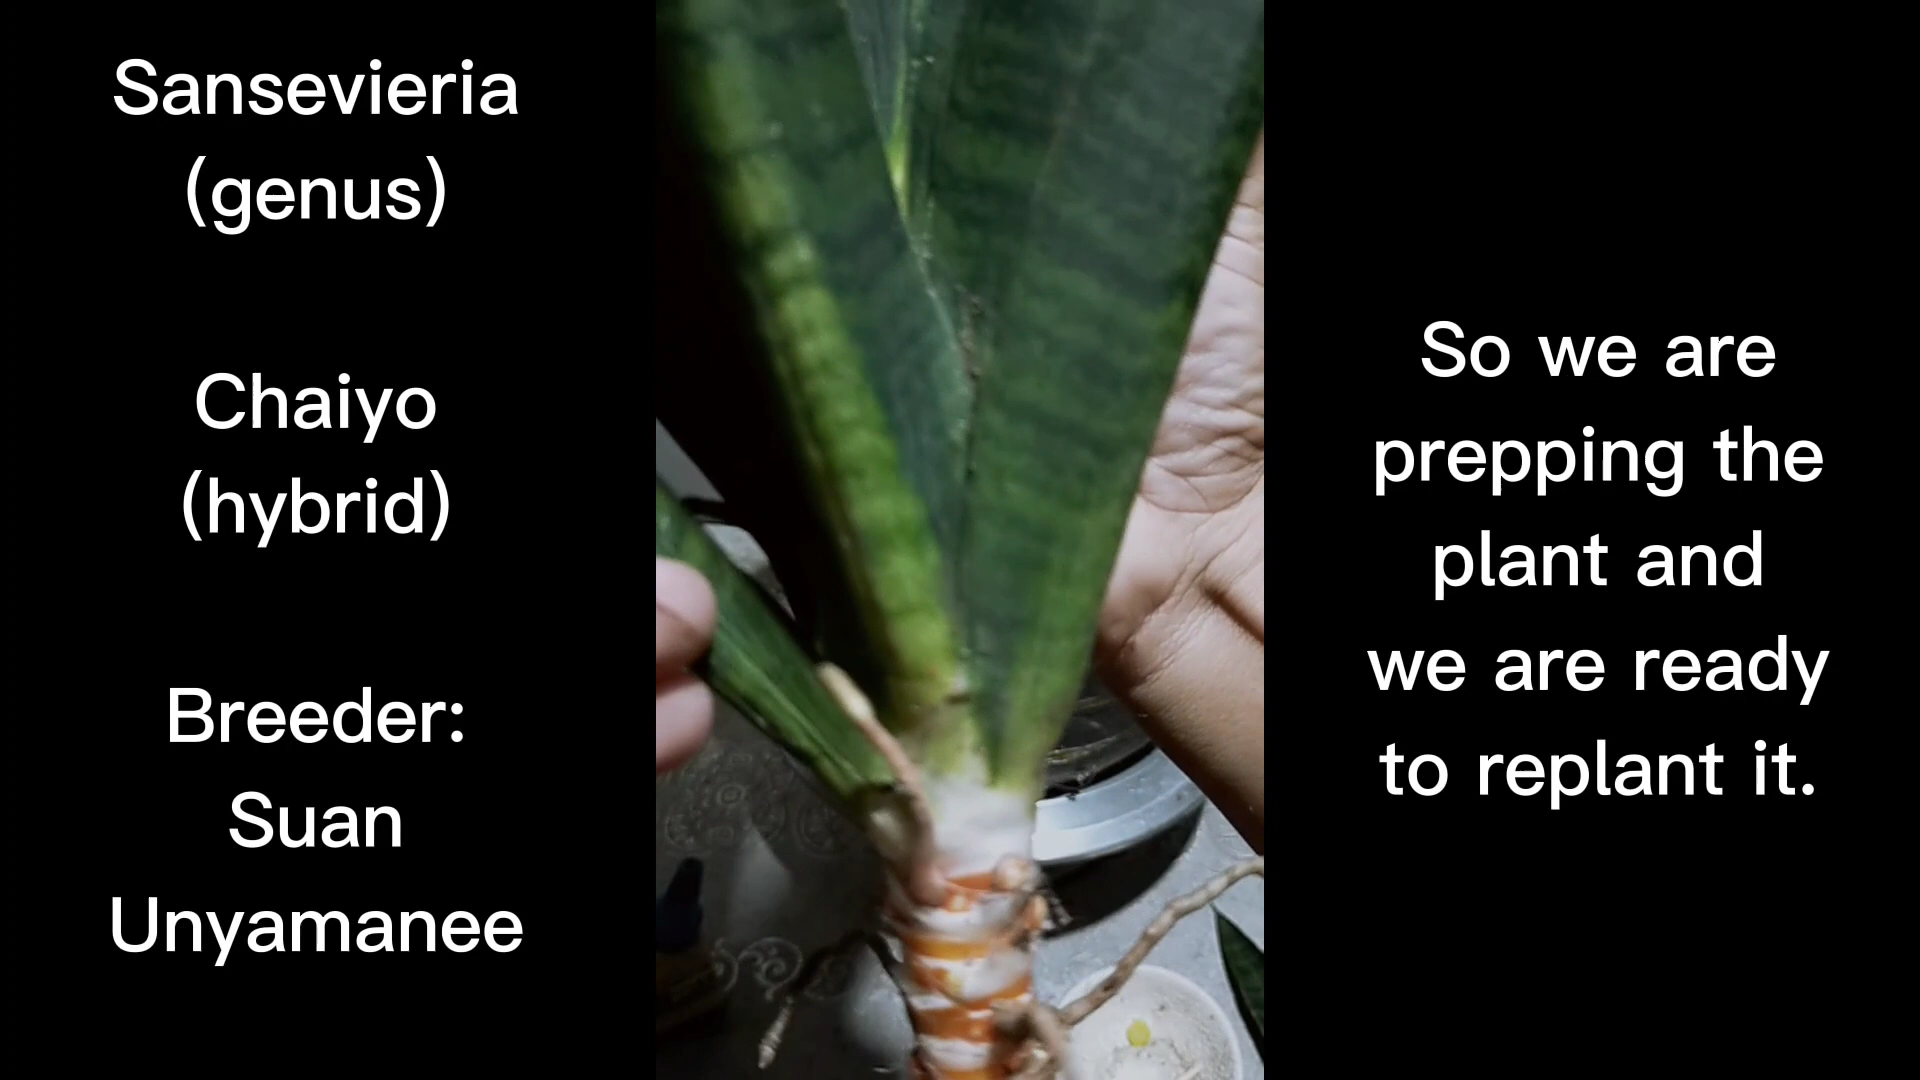 Sansevieria
(genus)
Chaiyo
(hybrid)
Breeder:
Suan
Unyamanee
So we are
prepping the
plant and
we are ready
to replant it.